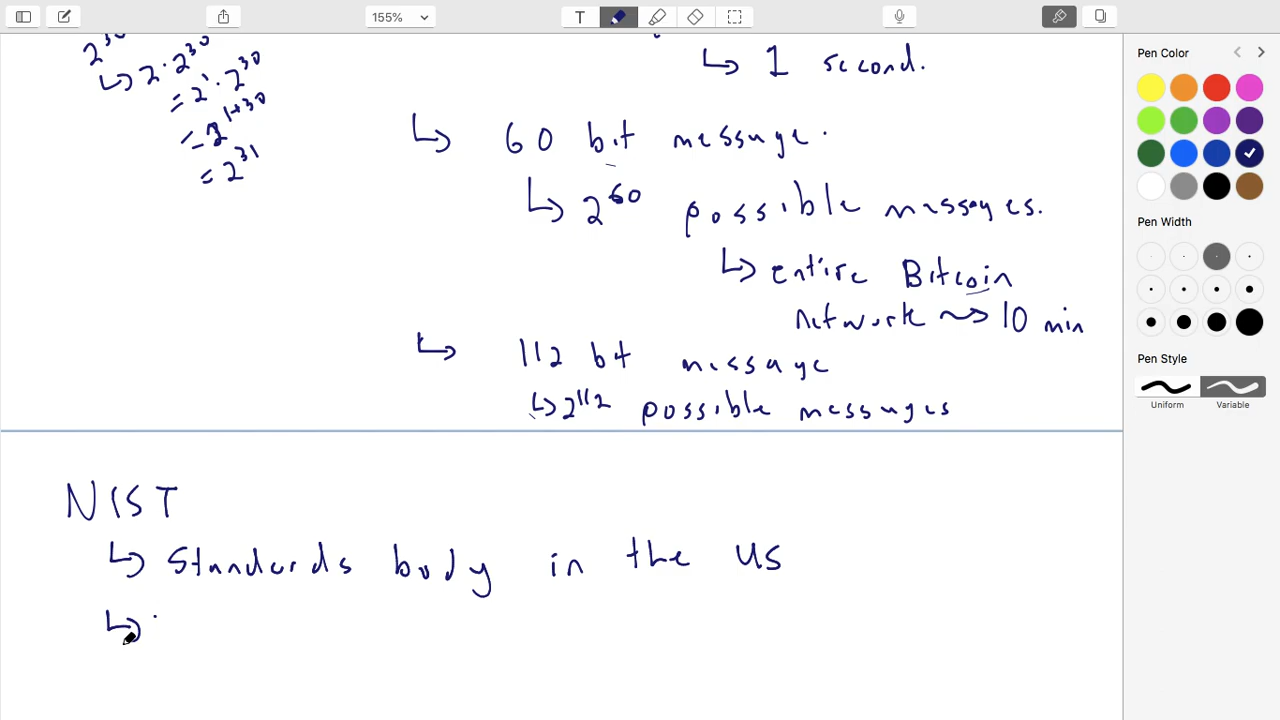 155%
Pen Color
2^30
↳ 2 · 2^30
= 2^1 · 2^30
= 2^1+30
= 2^31
↳ 1 second.
↳ 60 bit message.
↳ 2^60 possible messages.
↳ entire Bitcoin
network ~> 10 min
↳ 112 bit message
↳ 2^112 possible messages
Pen Width
Pen Style
Uniform Variable
NIST
↳ Standards body in the US
↳